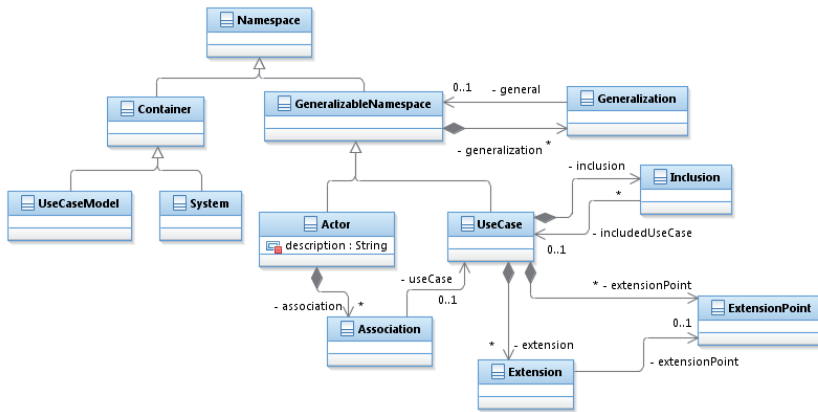 Namespace
Container
GeneralizableNamespace
0..1
- general
Generalization
- generalization
*
UseCaseModel
System
- inclusion
Inclusion
*
Actor
description : String
UseCase
- includedUseCase
0..1
- useCase
0..1
* - extensionPoint
ExtensionPoint
- association
*
Association
0..1
* - extension
- extensionPoint
Extension